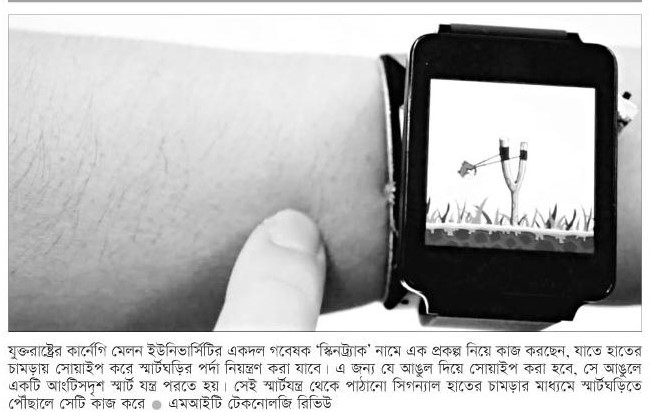 যুক্তরাষ্ট্রের কার্নেগি মেলন ইউনিভার্সিটির একদল গবেষক ‘স্কিনট্র্যাক’ নামে এক প্রকল্প নিয়ে কাজ করছেন, যাতে হাতের
চামড়ায় সোয়াইপ করে স্মার্টঘড়ির পর্দা নিয়ন্ত্রণ করা যাবে। এ জন্য যে আঙুল দিয়ে সোয়াইপ করা হবে, সে আঙুলে
একটি আংটিসদৃশ স্মার্ট যন্ত্র পরতে হয়। সেই স্মার্টযন্ত্র থেকে পাঠানো সিগন্যাল হাতের চামড়ার মাধ্যমে স্মার্টঘড়িতে
পৌঁছালে সেটি কাজ করে ● এমআইটি টেকনোলজি রিভিউ